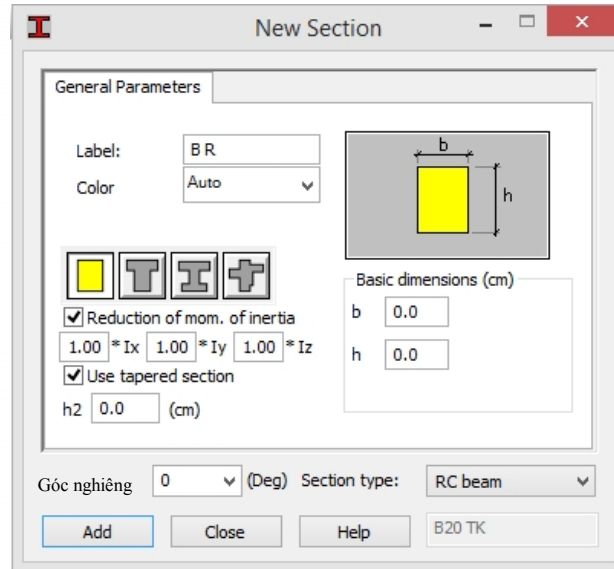 New Section
General Parameters
Label: B R
Color Auto
b
h
Reduction of mom. of inertia
1.00 * Ix 1.00 * Iy 1.00 * Iz
Use tapered section
h2 0.0 (cm)
Basic dimensions (cm)
b 0.0
h 0.0
Góc nghiêng 0 (Deg) Section type: RC beam
Add Close Help B20 TK